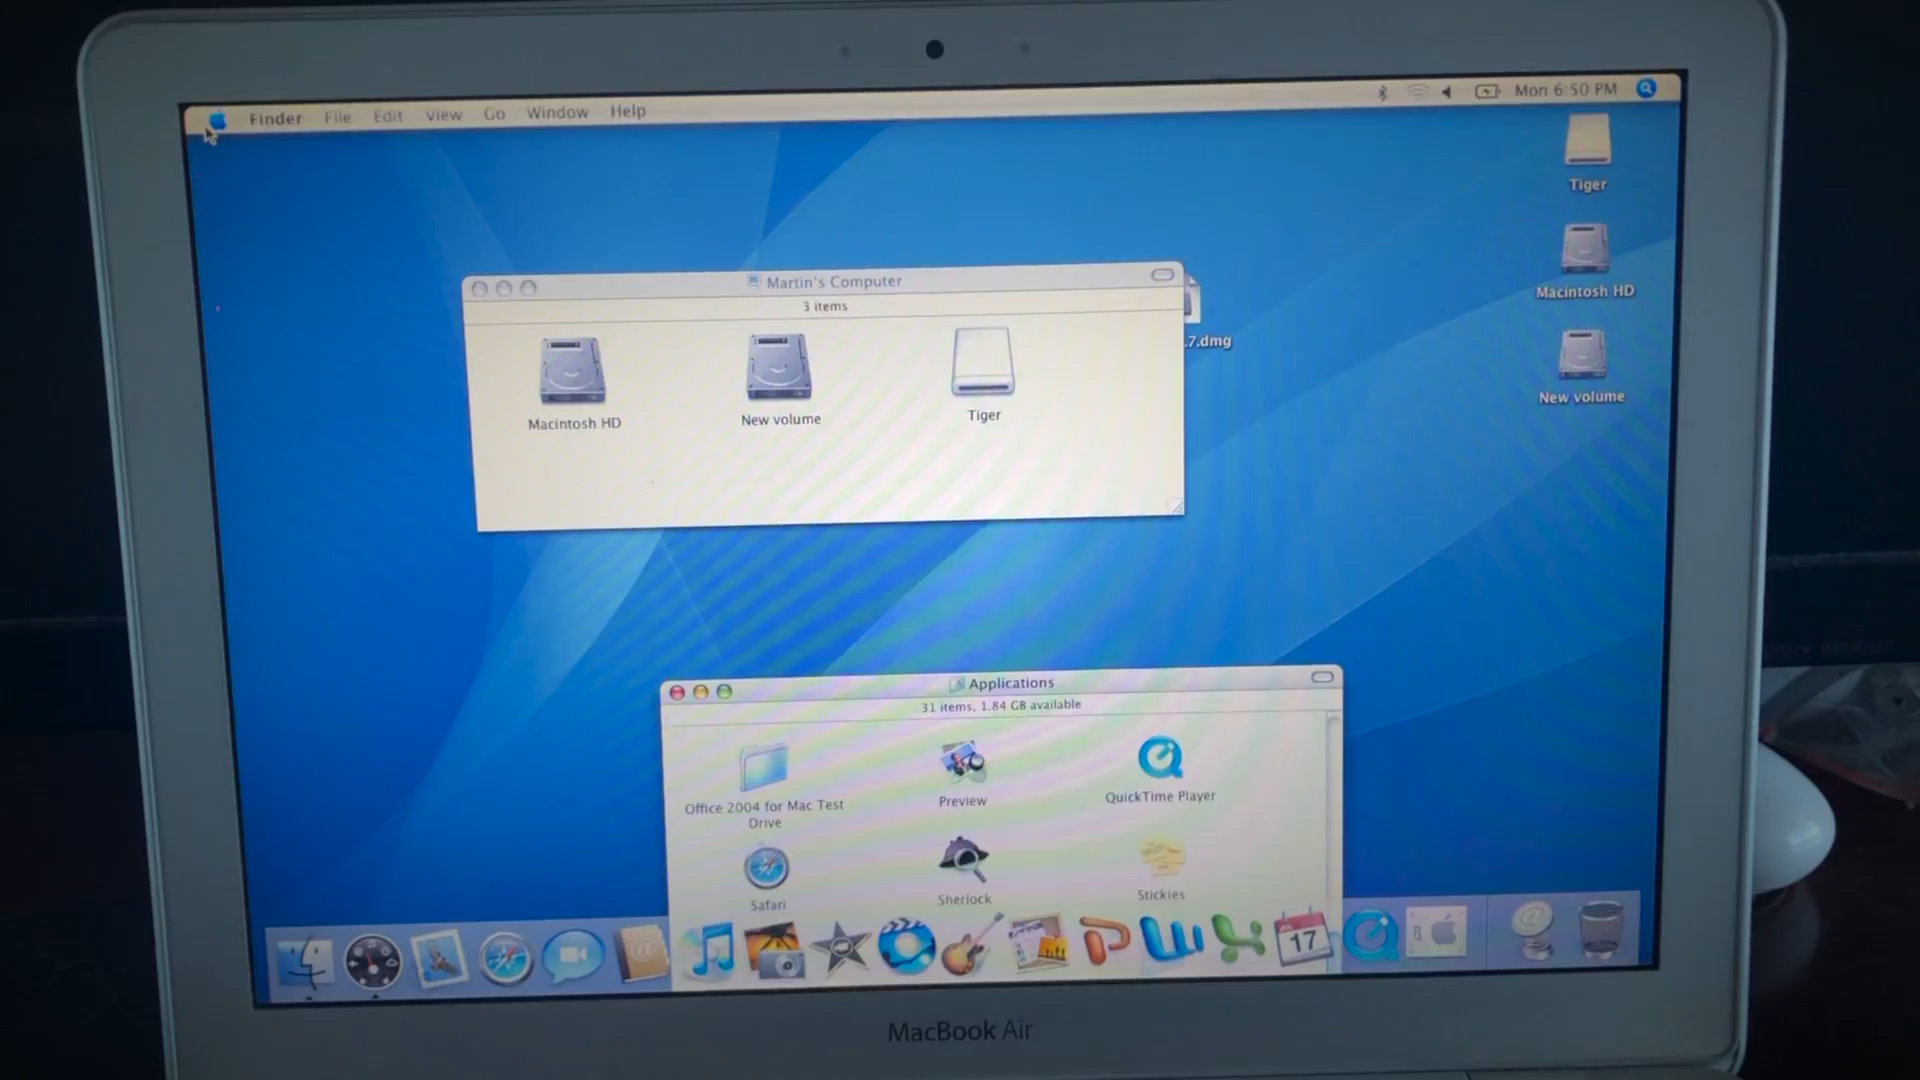 Finder File Edit View Go Window Help
Mon 6:50 PM
Tiger
Macintosh HD
New volume
Martin's Computer
3 items
.7.dmg
Macintosh HD
New volume
Tiger
Applications
31 items, 1.84 GB available
Office 2004 for Mac Test
Drive
Preview
QuickTime Player
Safari
Sherlock
Stickies
17
MacBook Air